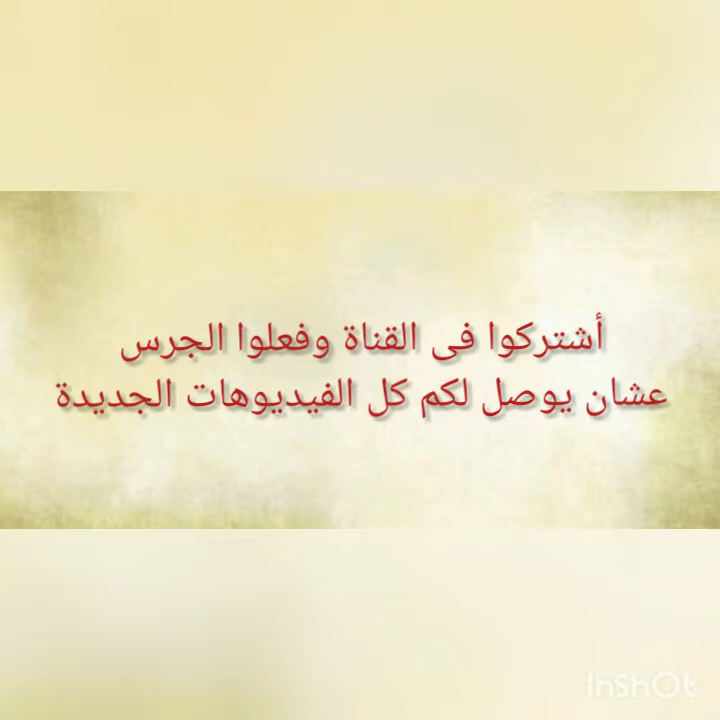 أشتركوا فى القناة وفعلوا الجرس
عشان يوصل لكم كل الفيديوهات الجديدة
InShOt